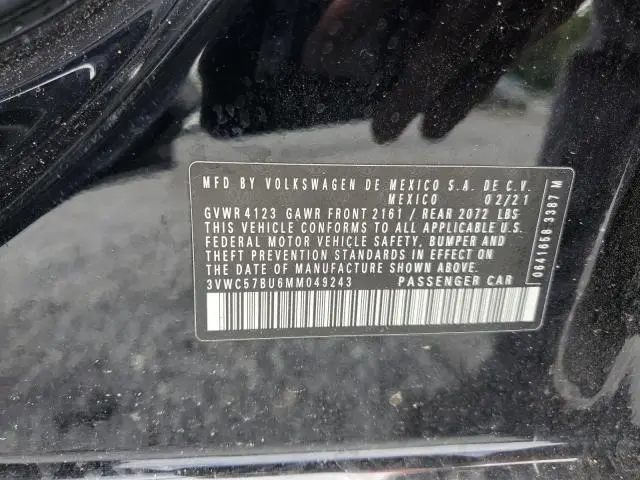 MFD BY VOLKSWAGEN DE MEXICO S.A. DE C.V.
MEXICO 02/21
GVWR 4123 GAWR FRONT 2161 / REAR 2072 LBS
THIS VEHICLE CONFORMS TO ALL APPLICABLE U.S.
FEDERAL MOTOR VEHICLE SAFETY, BUMPER AND
THEFT PREVENTION STANDARDS IN EFFECT ON
THE DATE OF MANUFACTURE SHOWN ABOVE.
3VWC57BU6MM049243 PASSENGER CAR
0641658 3387 M